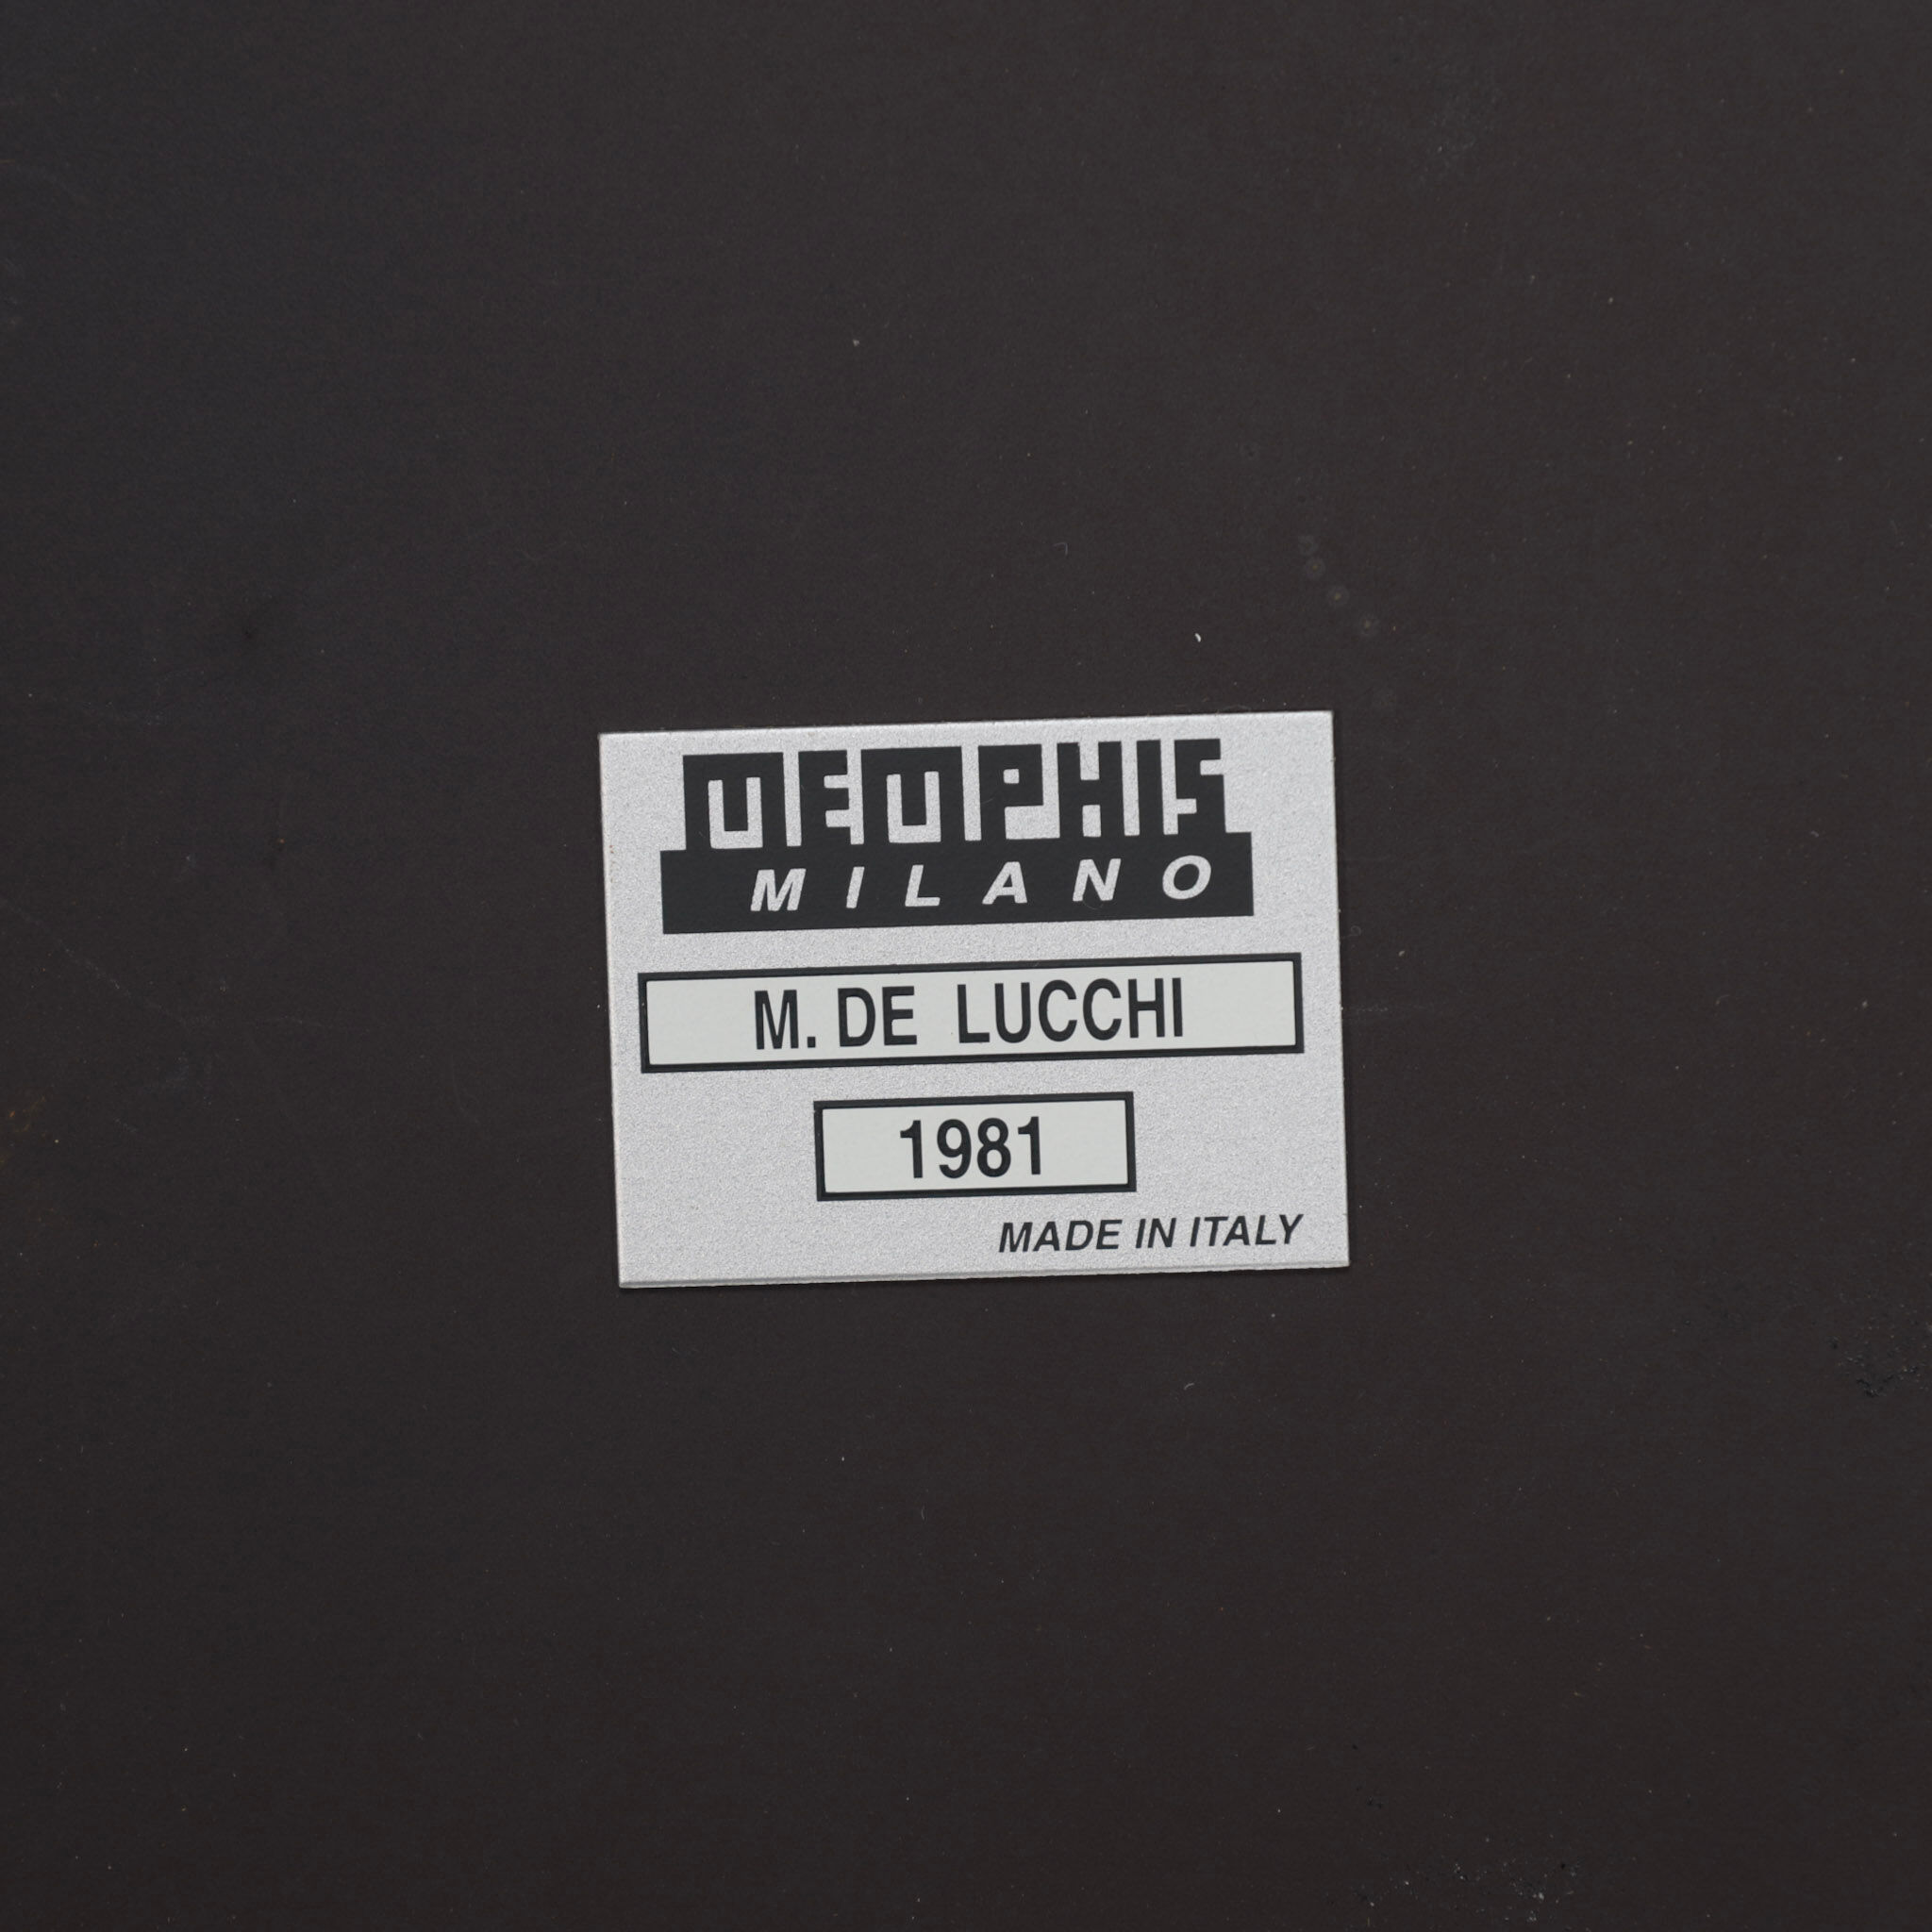 MEMPHIS
MILANO
M. DE LUCCHI
1981
MADE IN ITALY